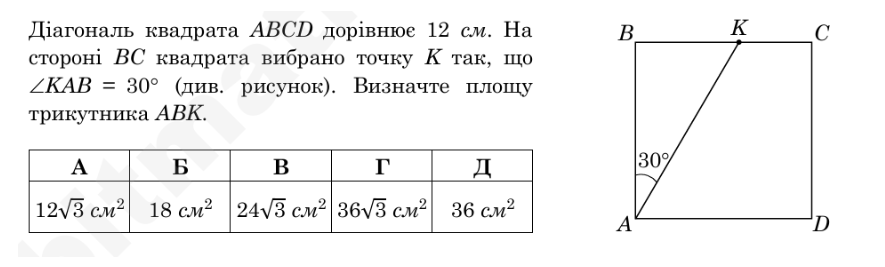 Діагональ квадрата ABCD дорівнює 12 см. На
стороні BC квадрата вибрано точку K так, що
∠KAB = 30° (див. рисунок). Визначте площу
трикутника ABK.
А Б В Г Д
12√3 см² 18 см² 24√3 см² 36√3 см² 36 см²
B K C
30°
A D